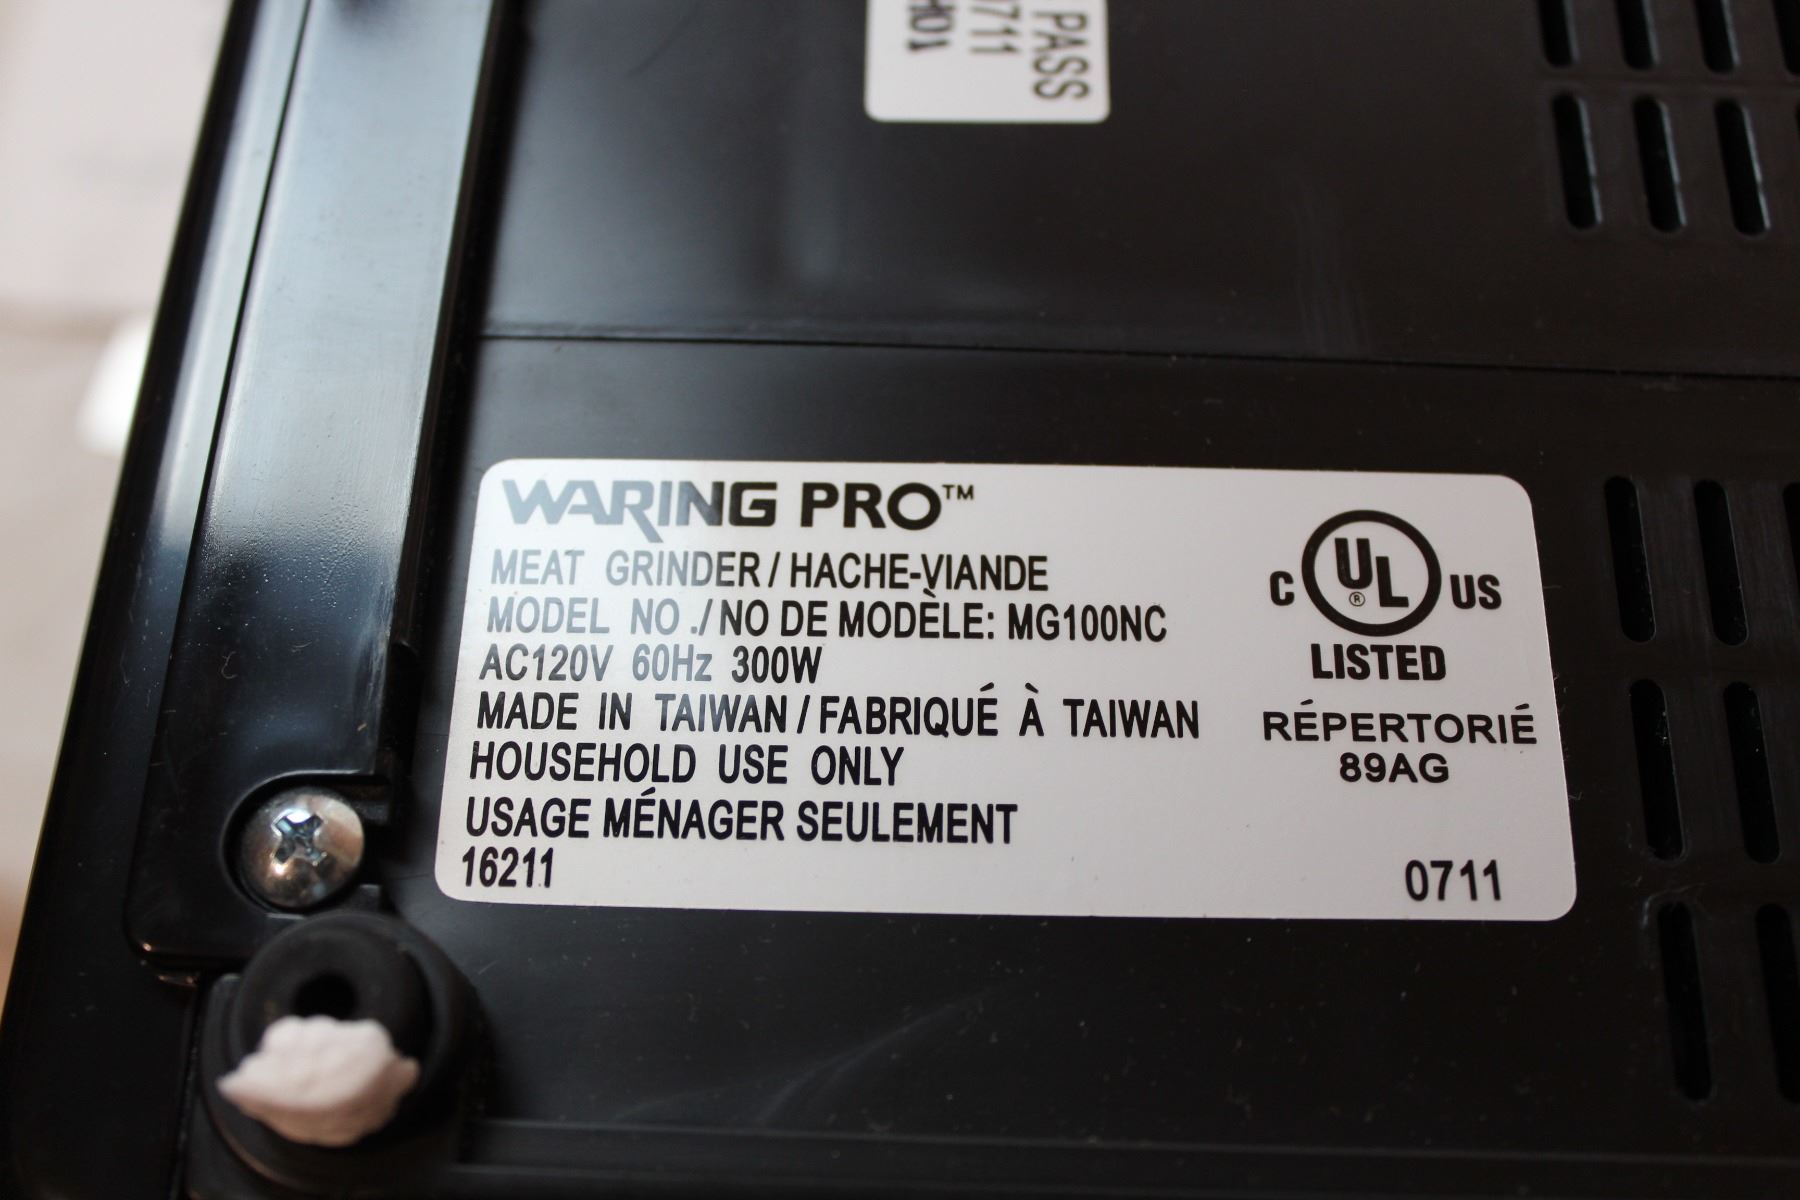 PASS
711
WARING PRO™
MEAT GRINDER / HACHE-VIANDE
MODEL NO ./ NO DE MODÈLE: MG100NC
AC120V 60Hz 300W
MADE IN TAIWAN / FABRIQUÉ À TAIWAN
HOUSEHOLD USE ONLY
USAGE MÉNAGER SEULEMENT
16211
C UL ® US
LISTED
RÉPERTORIÉ
89AG
0711